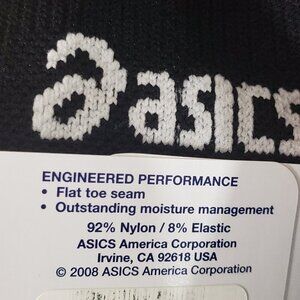 asics
ENGINEERED PERFORMANCE
• Flat toe seam
• Outstanding moisture management
92% Nylon / 8% Elastic
ASICS America Corporation
Irvine, CA 92618 USA
© 2008 ASICS America Corporation